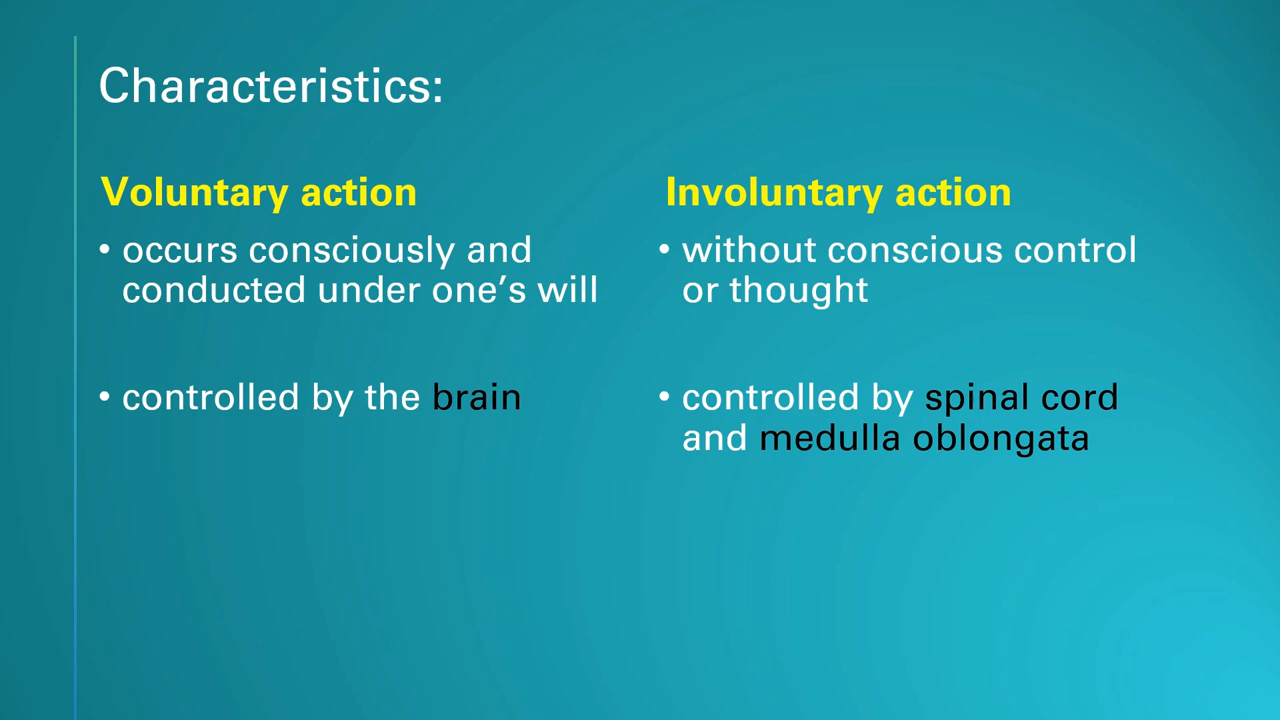 Characteristics:
Voluntary action
• occurs consciously and
conducted under one’s will
• controlled by the brain
Involuntary action
• without conscious control
or thought
• controlled by spinal cord
and medulla oblongata